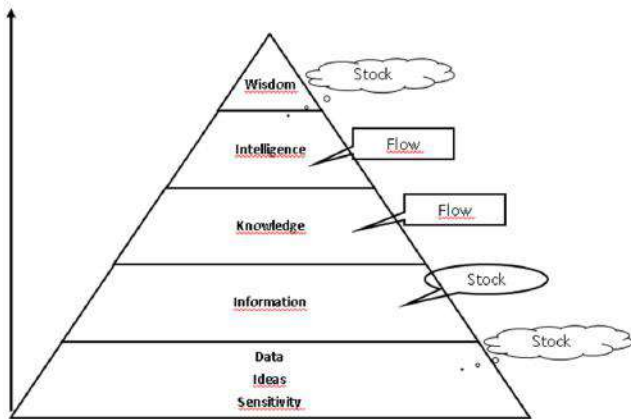 Wisdom
Stock
Intelligence
Flow
Knowledge
Flow
Information
Stock
Data
Stock
Ideas
Sensitivity